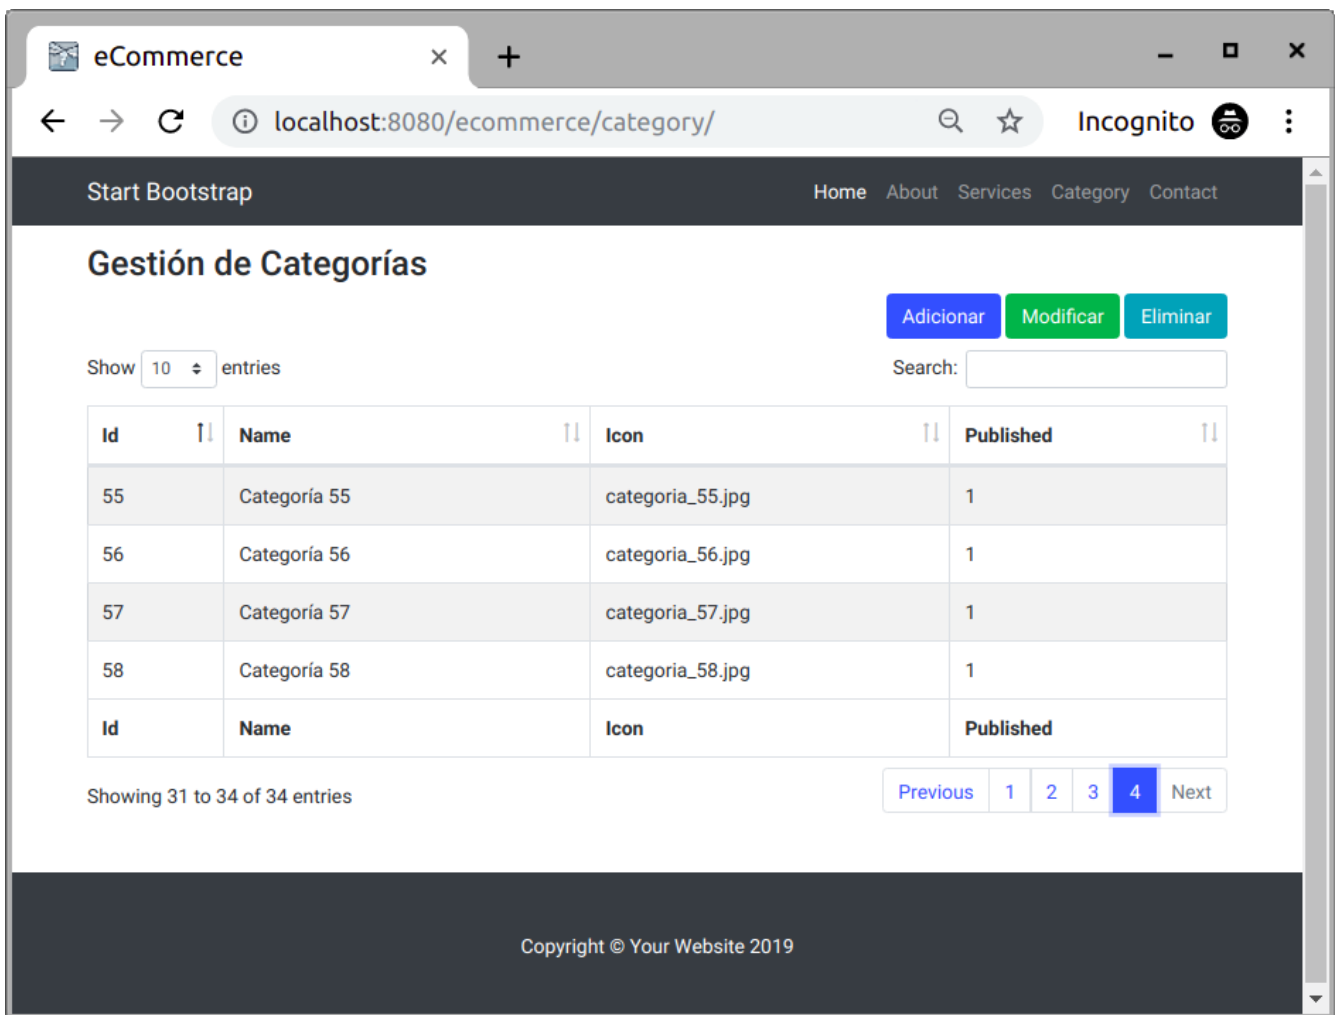 eCommerce
localhost:8080/ecommerce/category/ Incognito
Start Bootstrap Home About Services Category Contact
Gestión de Categorías
Adicionar Modificar Eliminar
Show 10 entries Search:
Id Name Icon Published
55 Categoría 55 categoria_55.jpg 1
56 Categoría 56 categoria_56.jpg 1
57 Categoría 57 categoria_57.jpg 1
58 Categoría 58 categoria_58.jpg 1
Id Name Icon Published
Showing 31 to 34 of 34 entries Previous 1 2 3 4 Next
Copyright © Your Website 2019